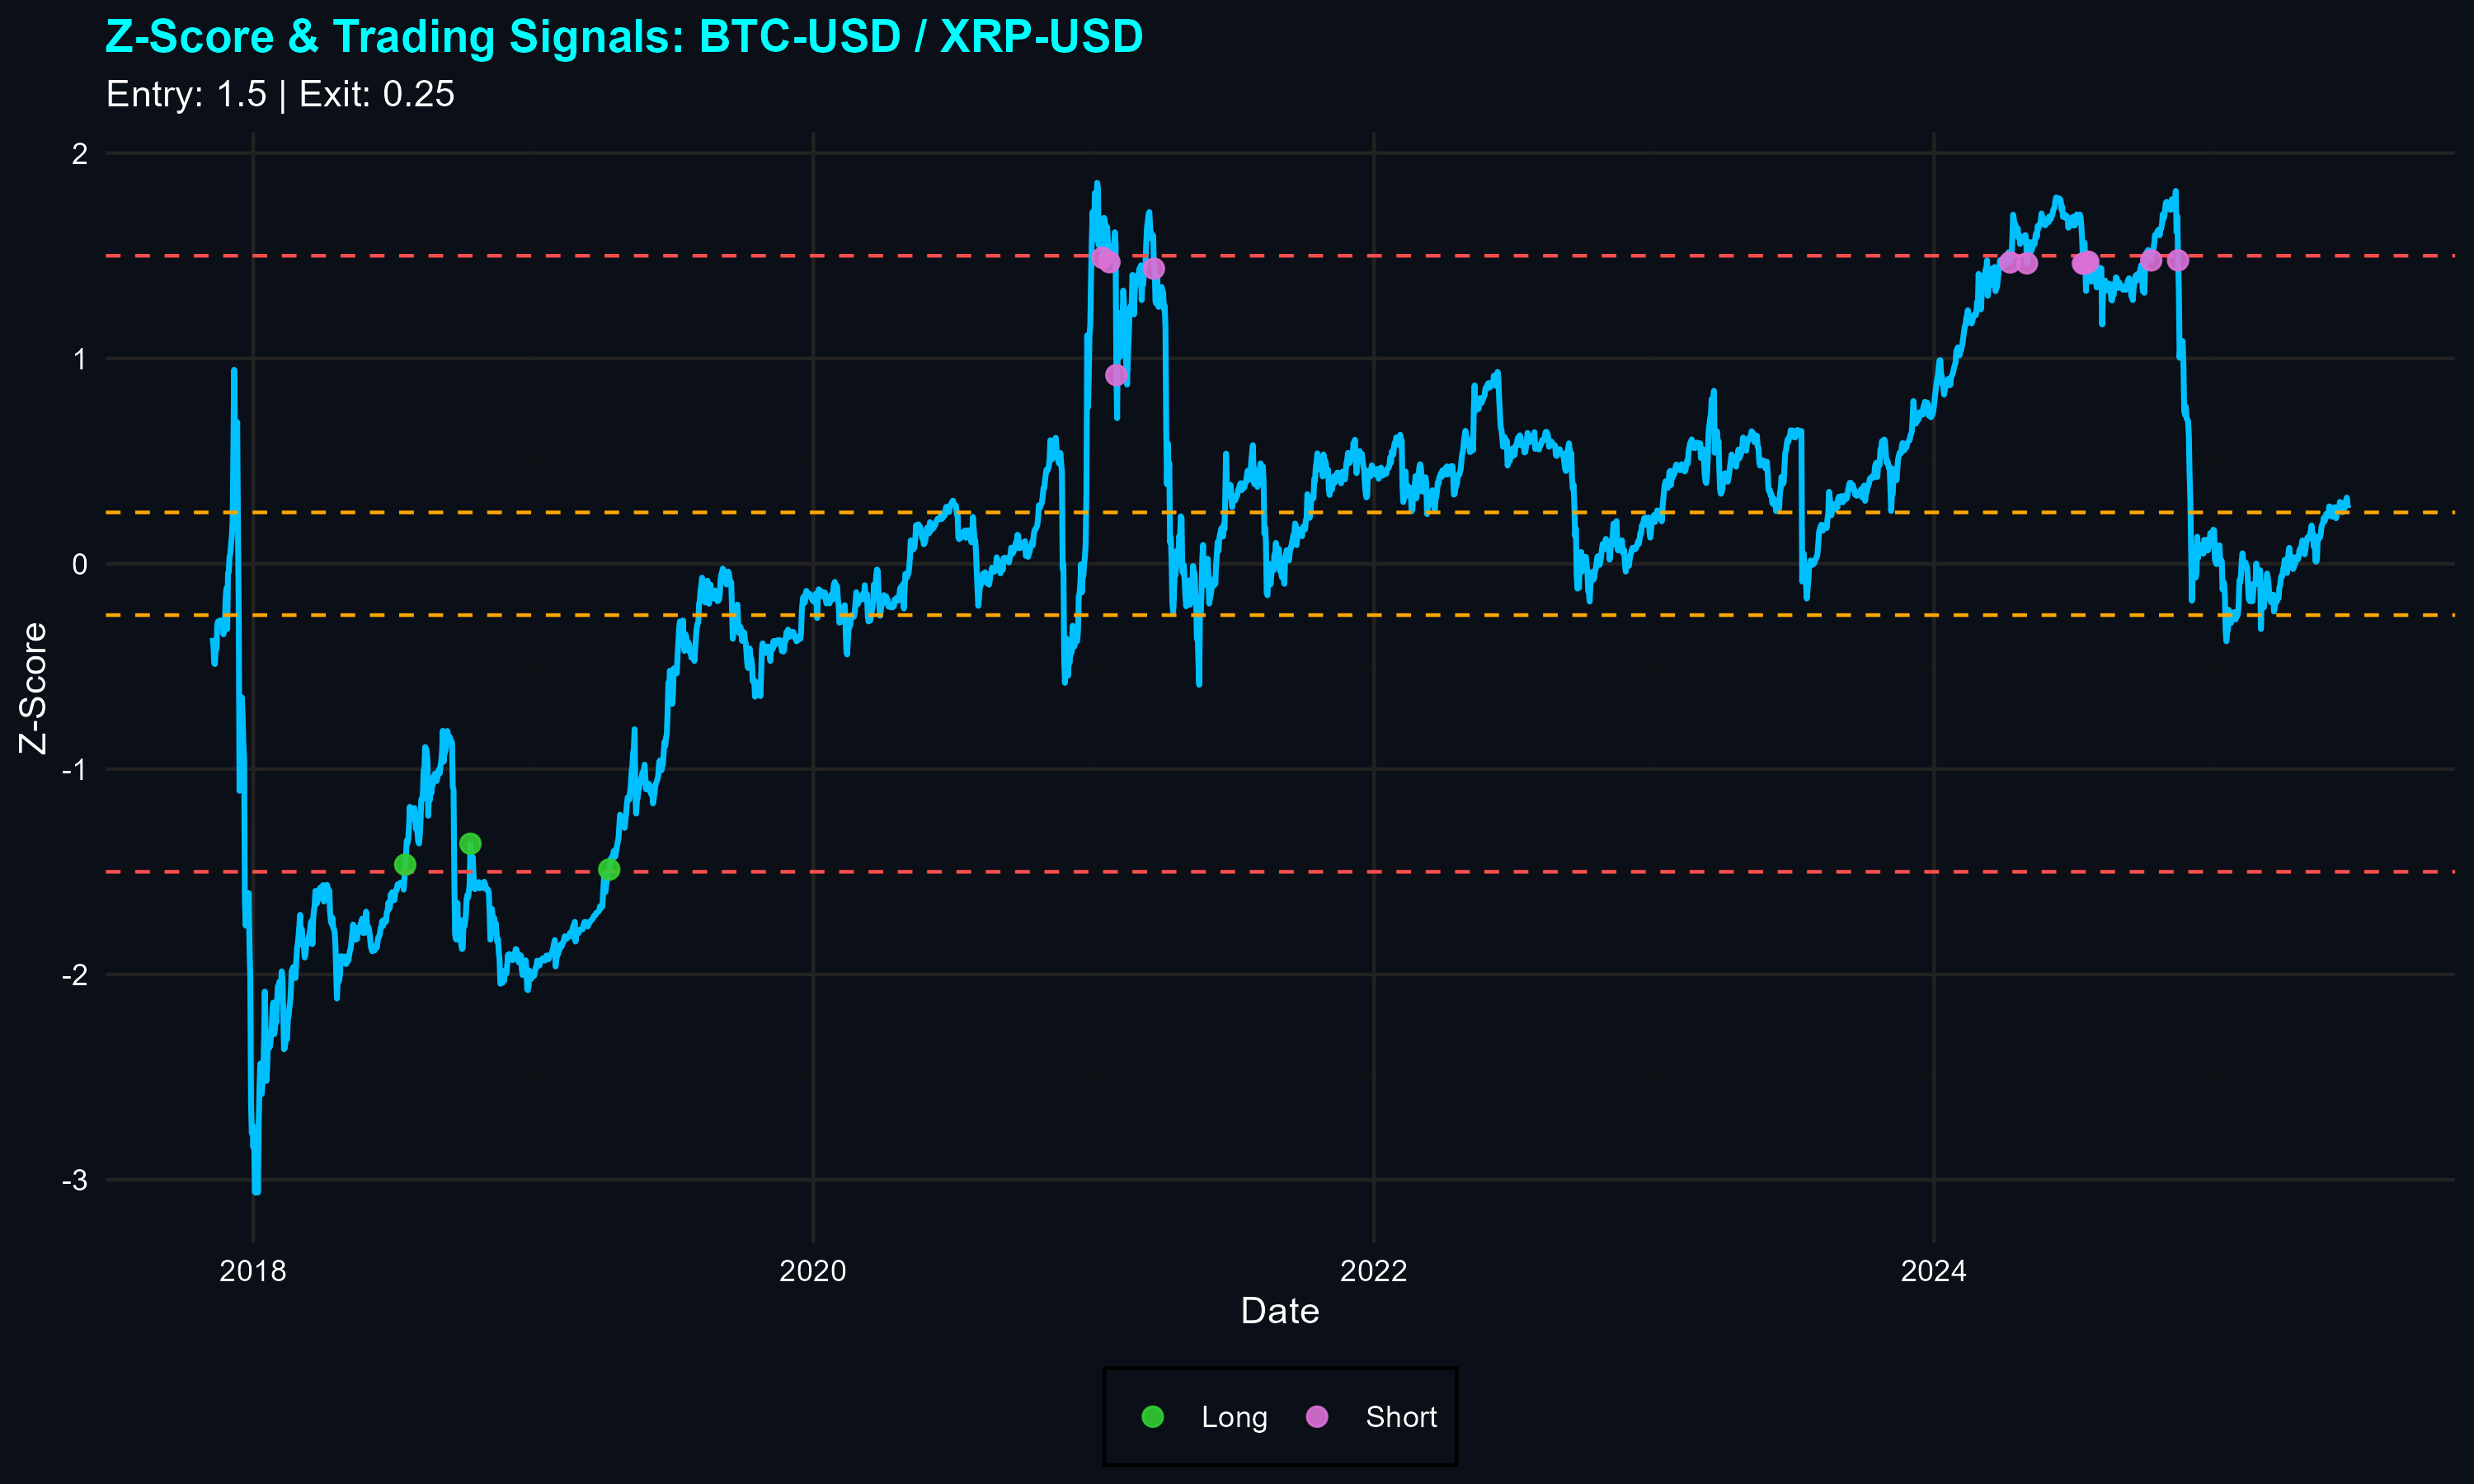 Z-Score & Trading Signals: BTC-USD / XRP-USD
Entry: 1.5 | Exit: 0.25
2
1
0
-1
-2
-3
Z-Score
2018
2020
2022
2024
Date
Long
Short